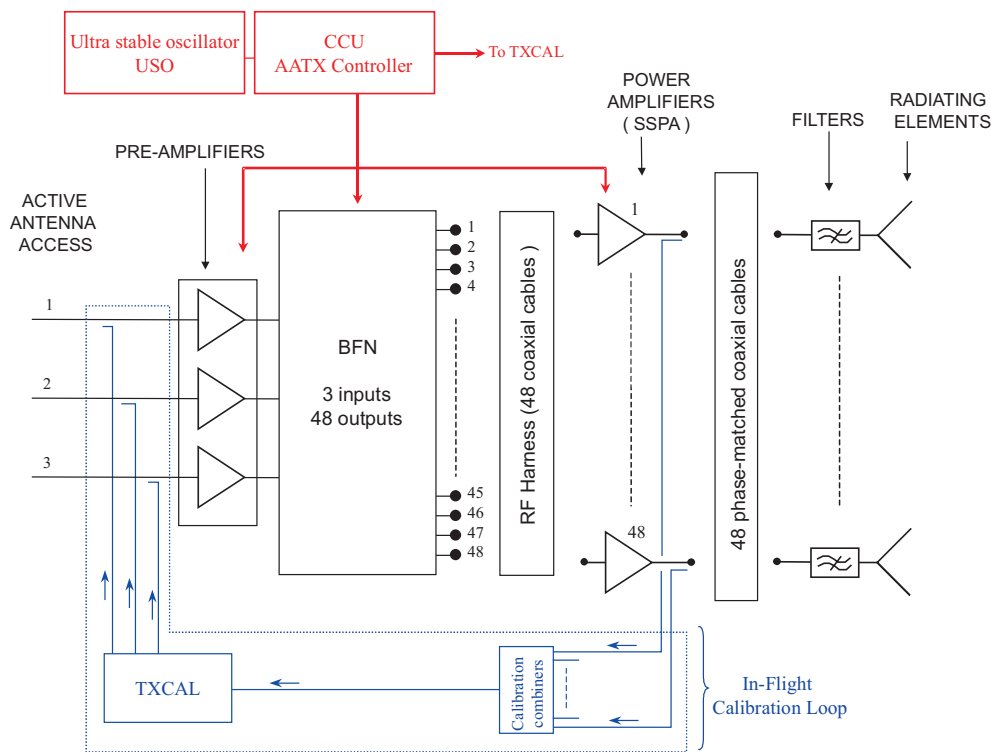 Ultra stable oscillator
USO
CCU
AATX Controller
To TXCAL
POWER
AMPLIFIERS
( SSPA )
FILTERS
RADIATING
ELEMENTS
PRE-AMPLIFIERS
ACTIVE
ANTENNA
ACCESS
1
2
3
BFN
3 inputs
48 outputs
1
2
3
4
45
46
47
48
RF Harness (48 coaxial cables )
1
48
48 phase-matched coaxial cables
TXCAL
Calibration
combiners
In-Flight
Calibration Loop